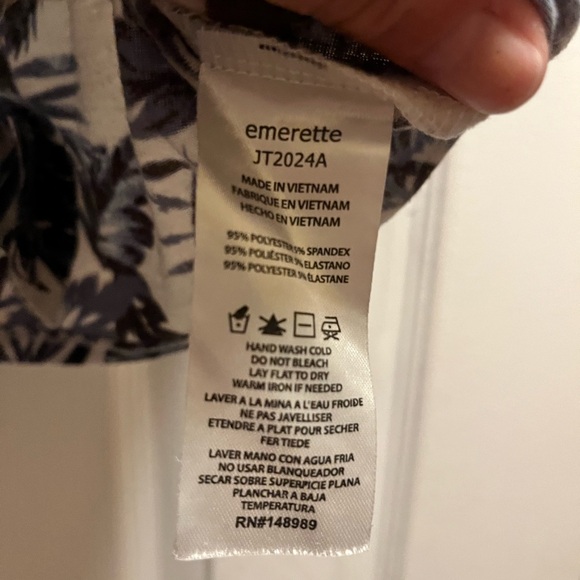 emerette
JT2024A
MADE IN VIETNAM
FABRIQUE EN VIETNAM
HECHO EN VIETNAM
95% POLYESTER 5% SPANDEX
95% POLIÉSTER 5% ELASTANO
95% POLYESTER 5% ELASTANE
HAND WASH COLD
DO NOT BLEACH
LAY FLAT TO DRY
WARM IRON IF NEEDED
LAVER A LA MINA A L'EAU FROIDE
NE PAS JAVELLISER
ETENDRE A PLAT POUR SECHER
FER TIEDE
LAVER MANO CON AGUA FRIA
NO USAR BLANQUEADOR
SECAR SOBRE SUPERFICIE PLANA
PLANCHAR A BAJA
TEMPERATURA
RN#148989